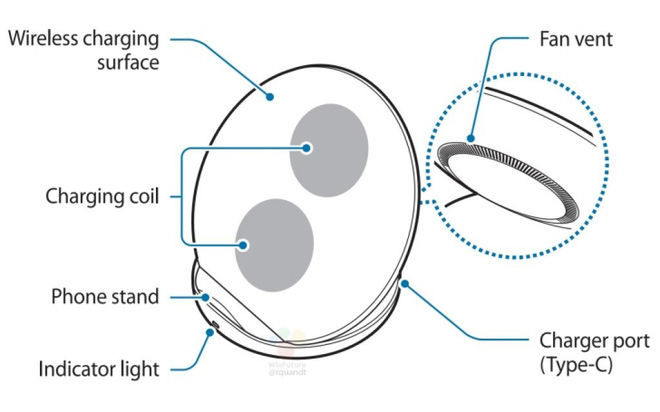 Wireless charging
surface
Fan vent
Charging coil
Phone stand
Indicator light
Charger port
(Type-C)
WinFuture
@rquandt